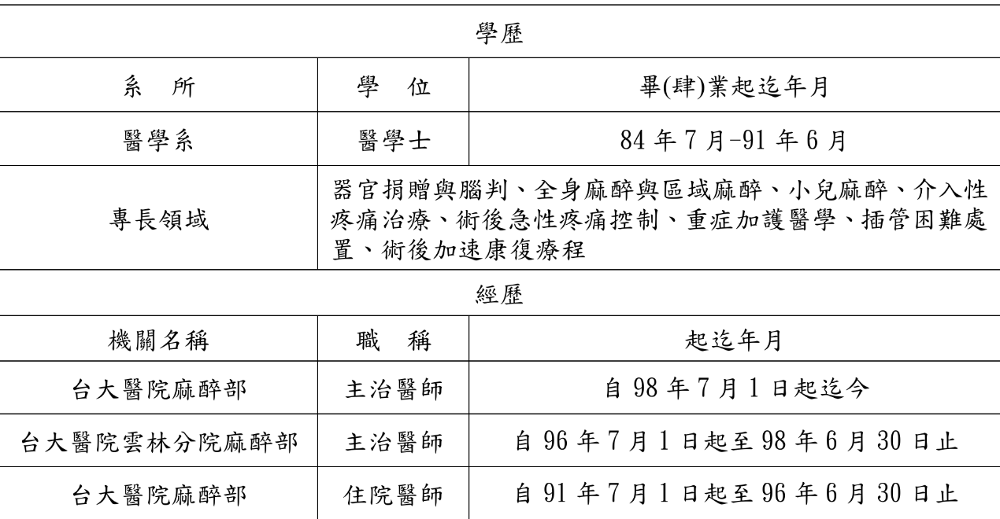 學歷
系 所 學 位 畢(肄)業起迄年月
醫學系 醫學士 84 年 7 月-91 年 6 月
專長領域
器官捐贈與腦判、全身麻醉與區域麻醉、小兒麻醉、介入性
疼痛治療、術後急性疼痛控制、重症加護醫學、插管困難處
置、術後加速康復療程
經歷
機關名稱 職 稱 起迄年月
台大醫院麻醉部 主治醫師 自 98 年 7 月 1 日起迄今
台大醫院雲林分院麻醉部 主治醫師 自 96 年 7 月 1 日起至 98 年 6 月 30 日止
台大醫院麻醉部 住院醫師 自 91 年 7 月 1 日起至 96 年 6 月 30 日止